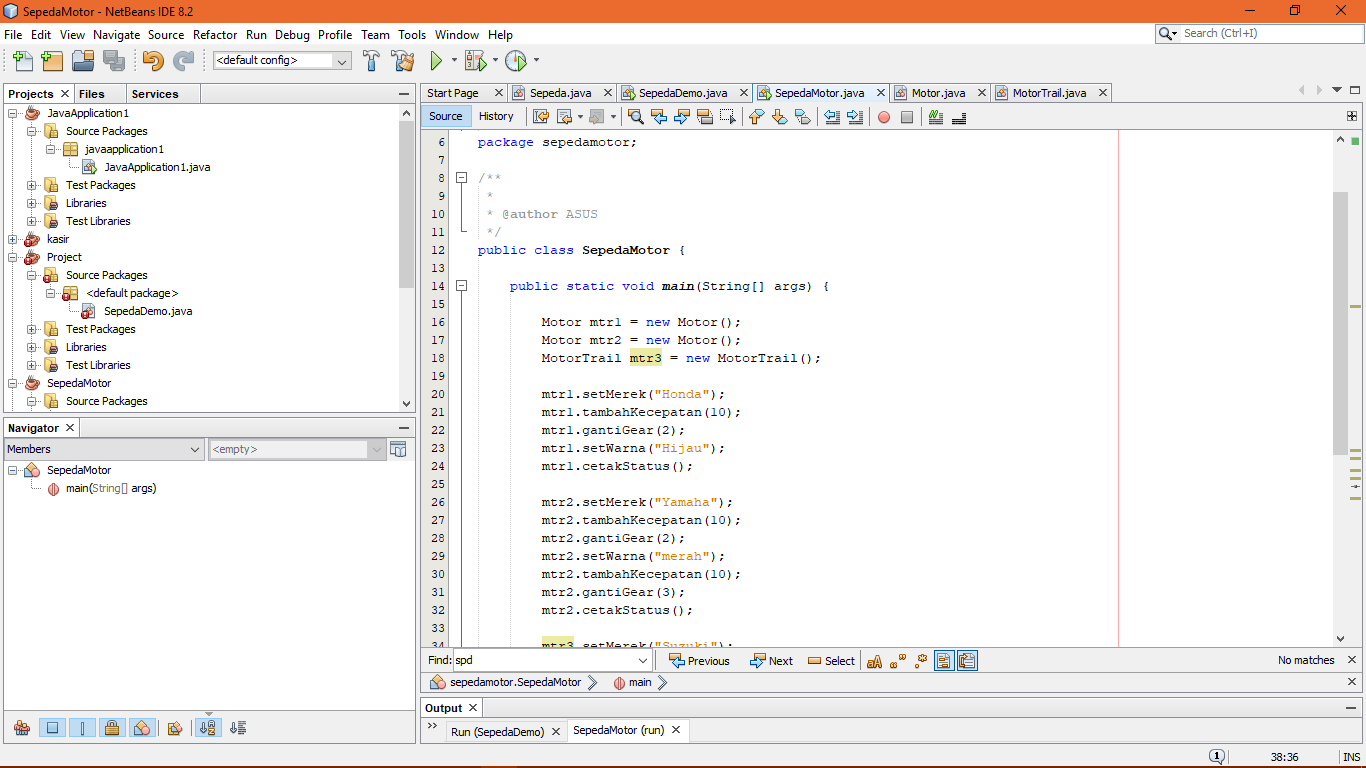 SepedaMotor - NetBeans IDE 8.2
File Edit View Navigate Source Refactor Run Debug Profile Team Tools Window Help
Search (Ctrl+I)
<default config>
Projects Files Services
JavaApplication1
Source Packages
javaapplication1
JavaApplication1.java
Test Packages
Libraries
Test Libraries
kasir
Project
Source Packages
<default package>
SepedaDemo.java
Test Packages
Libraries
Test Libraries
SepedaMotor
Source Packages
Navigator
Members <empty>
SepedaMotor
main(String[] args)
Start Page Sepeda.java SepedaDemo.java SepedaMotor.java Motor.java MotorTrail.java
Source History
6 package sepedamotor;
7
8 /**
9 *
10 * @author ASUS
11 */
12 public class SepedaMotor {
13
14 public static void main(String[] args) {
15
16 Motor mtr1 = new Motor();
17 Motor mtr2 = new Motor();
18 MotorTrail mtr3 = new MotorTrail();
19
20 mtr1.setMerek("Honda");
21 mtr1.tambahKecepatan(10);
22 mtr1.gantiGear(2);
23 mtr1.setWarna("Hijau");
24 mtr1.cetakStatus();
25
26 mtr2.setMerek("Yamaha");
27 mtr2.tambahKecepatan(10);
28 mtr2.gantiGear(2);
29 mtr2.setWarna("merah");
30 mtr2.tambahKecepatan(10);
31 mtr2.gantiGear(3);
32 mtr2.cetakStatus();
33
34 mtr3.setMerek("Suzuki");
Find: spd Previous Next Select aA No matches
sepedamotor.SepedaMotor main
Output
Run (SepedaDemo) SepedaMotor (run)
1 38:36 INS